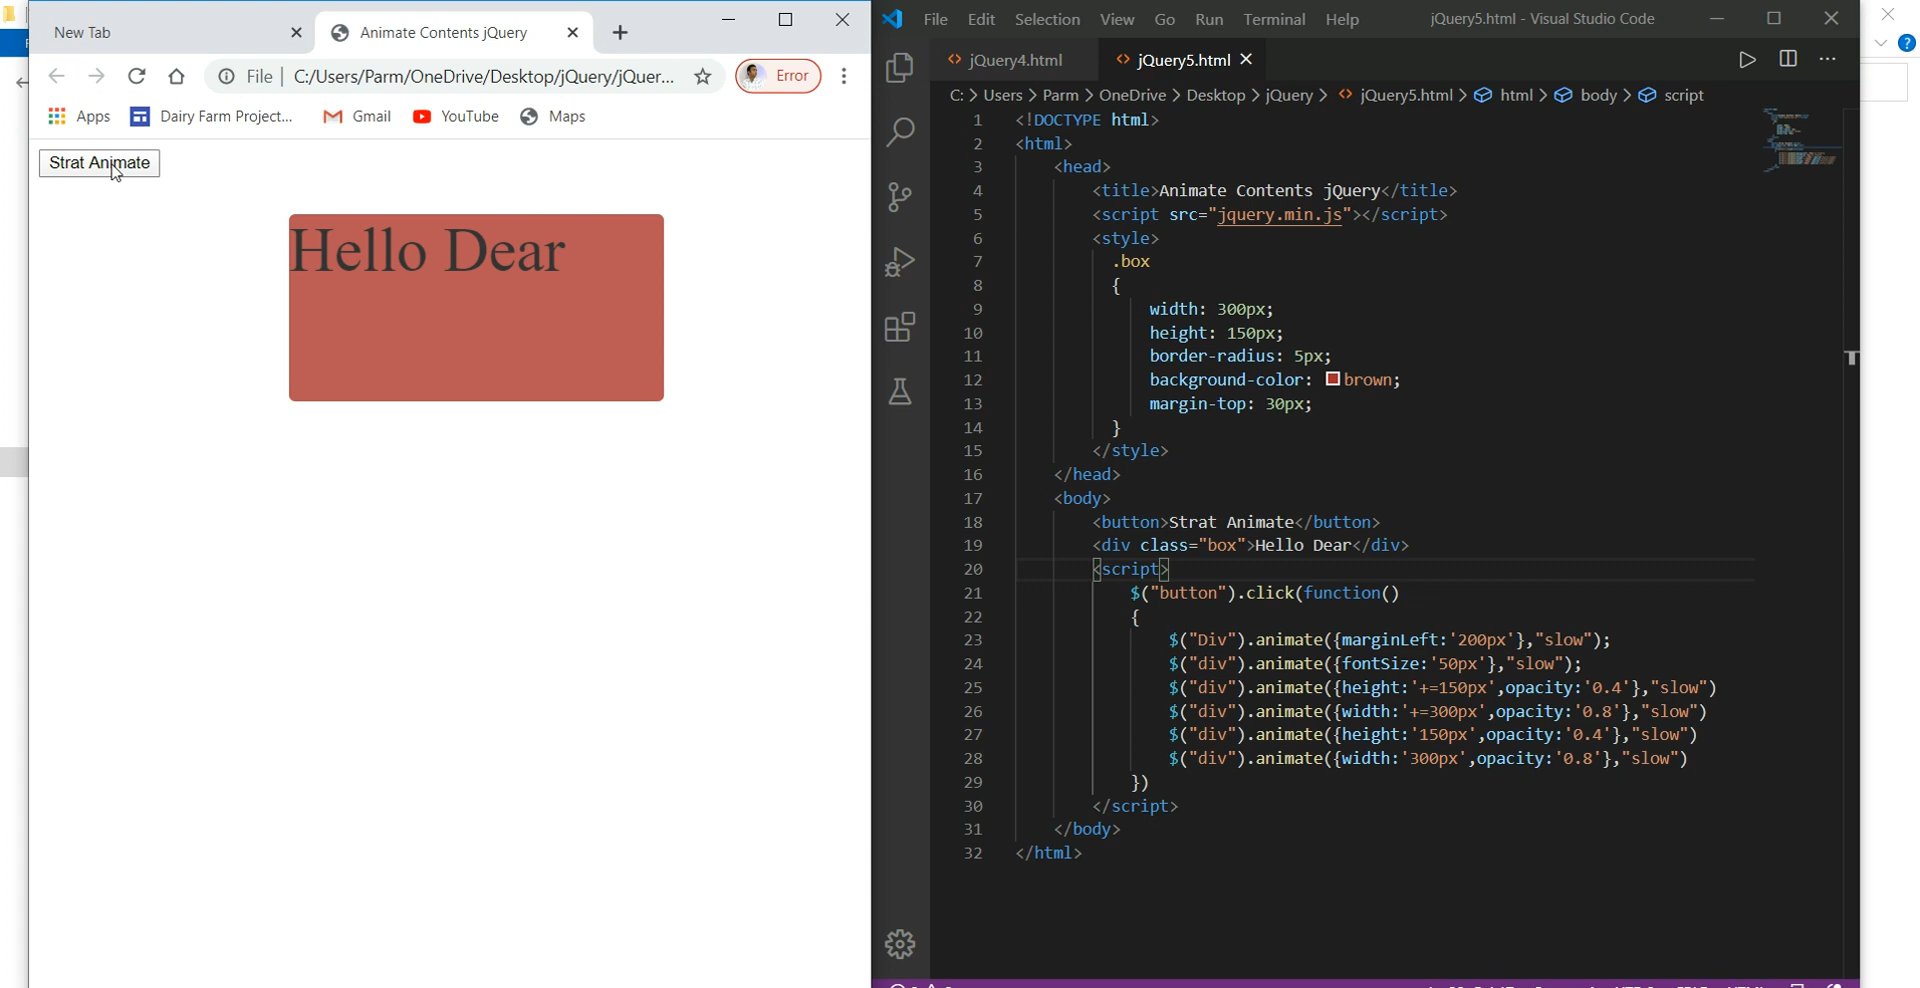 New Tab
Animate Contents jQuery
File
C:/Users/Parm/OneDrive/Desktop/jQuery/jQuer...
Error
Apps
Dairy Farm Project...
Gmail
YouTube
Maps
Strat Animate
Hello Dear
File Edit Selection View Go Run Terminal Help
jQuery5.html - Visual Studio Code
jQuery4.html
jQuery5.html
C: > Users > Parm > OneDrive > Desktop > jQuery > jQuery5.html > html > body > script
1 <!DOCTYPE html>
2 <html>
3 <head>
4 <title>Animate Contents jQuery</title>
5 <script src="jquery.min.js"></script>
6 <style>
7 .box
8 {
9 width: 300px;
10 height: 150px;
11 border-radius: 5px;
12 background-color: brown;
13 margin-top: 30px;
14 }
15 </style>
16 </head>
17 <body>
18 <button>Strat Animate</button>
19 <div class="box">Hello Dear</div>
20 <script>
21 $("button").click(function()
22 {
23 $("Div").animate({marginLeft:'200px'},"slow");
24 $("div").animate({fontSize:'50px'},"slow");
25 $("div").animate({height:'+=150px',opacity:'0.4'},"slow")
26 $("div").animate({width:'+=300px',opacity:'0.8'},"slow")
27 $("div").animate({height:'150px',opacity:'0.4'},"slow")
28 $("div").animate({width:'300px',opacity:'0.8'},"slow")
29 })
30 </script>
31 </body>
32 </html>